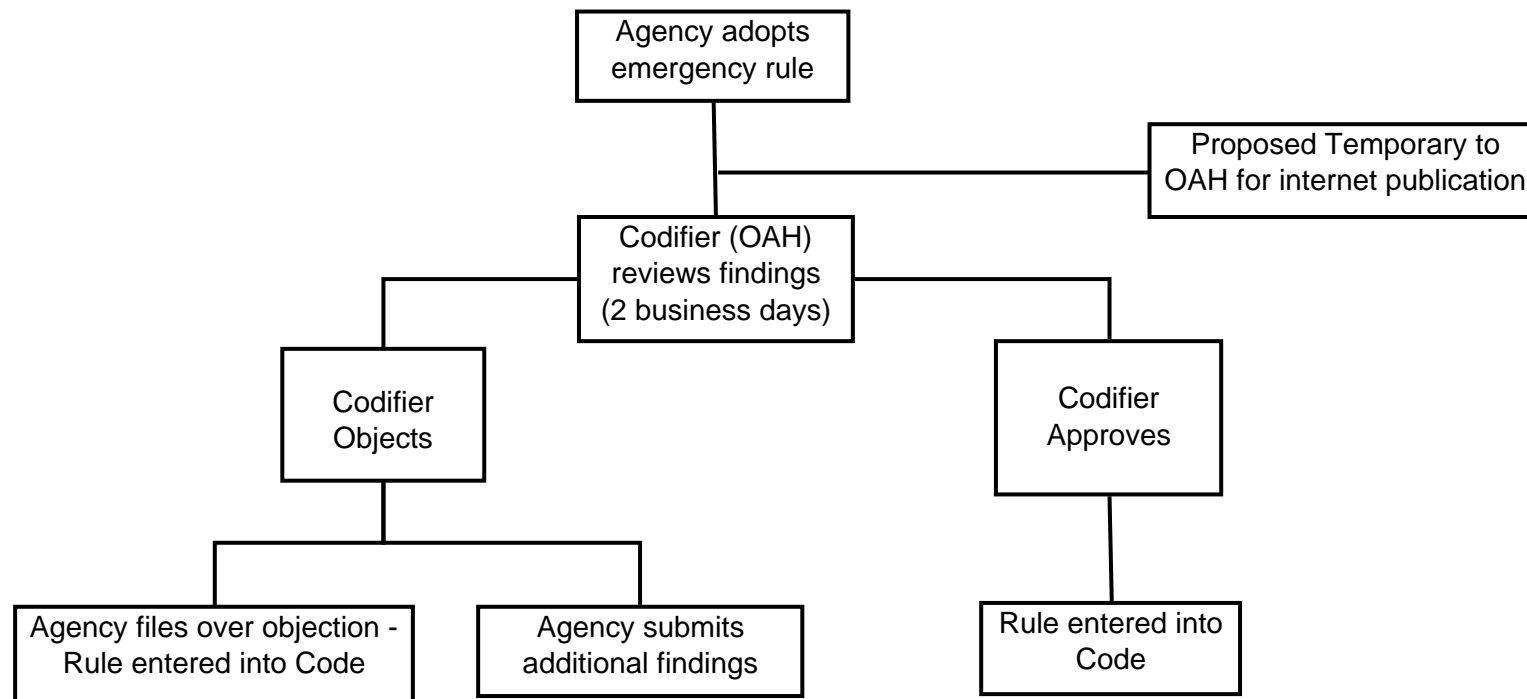 Agency adopts
emergency rule
Proposed Temporary to
OAH for internet publication
Codifier (OAH)
reviews findings
(2 business days)
Codifier
Objects
Codifier
Approves
Agency files over objection -
Rule entered into Code
Agency submits
additional findings
Rule entered into
Code